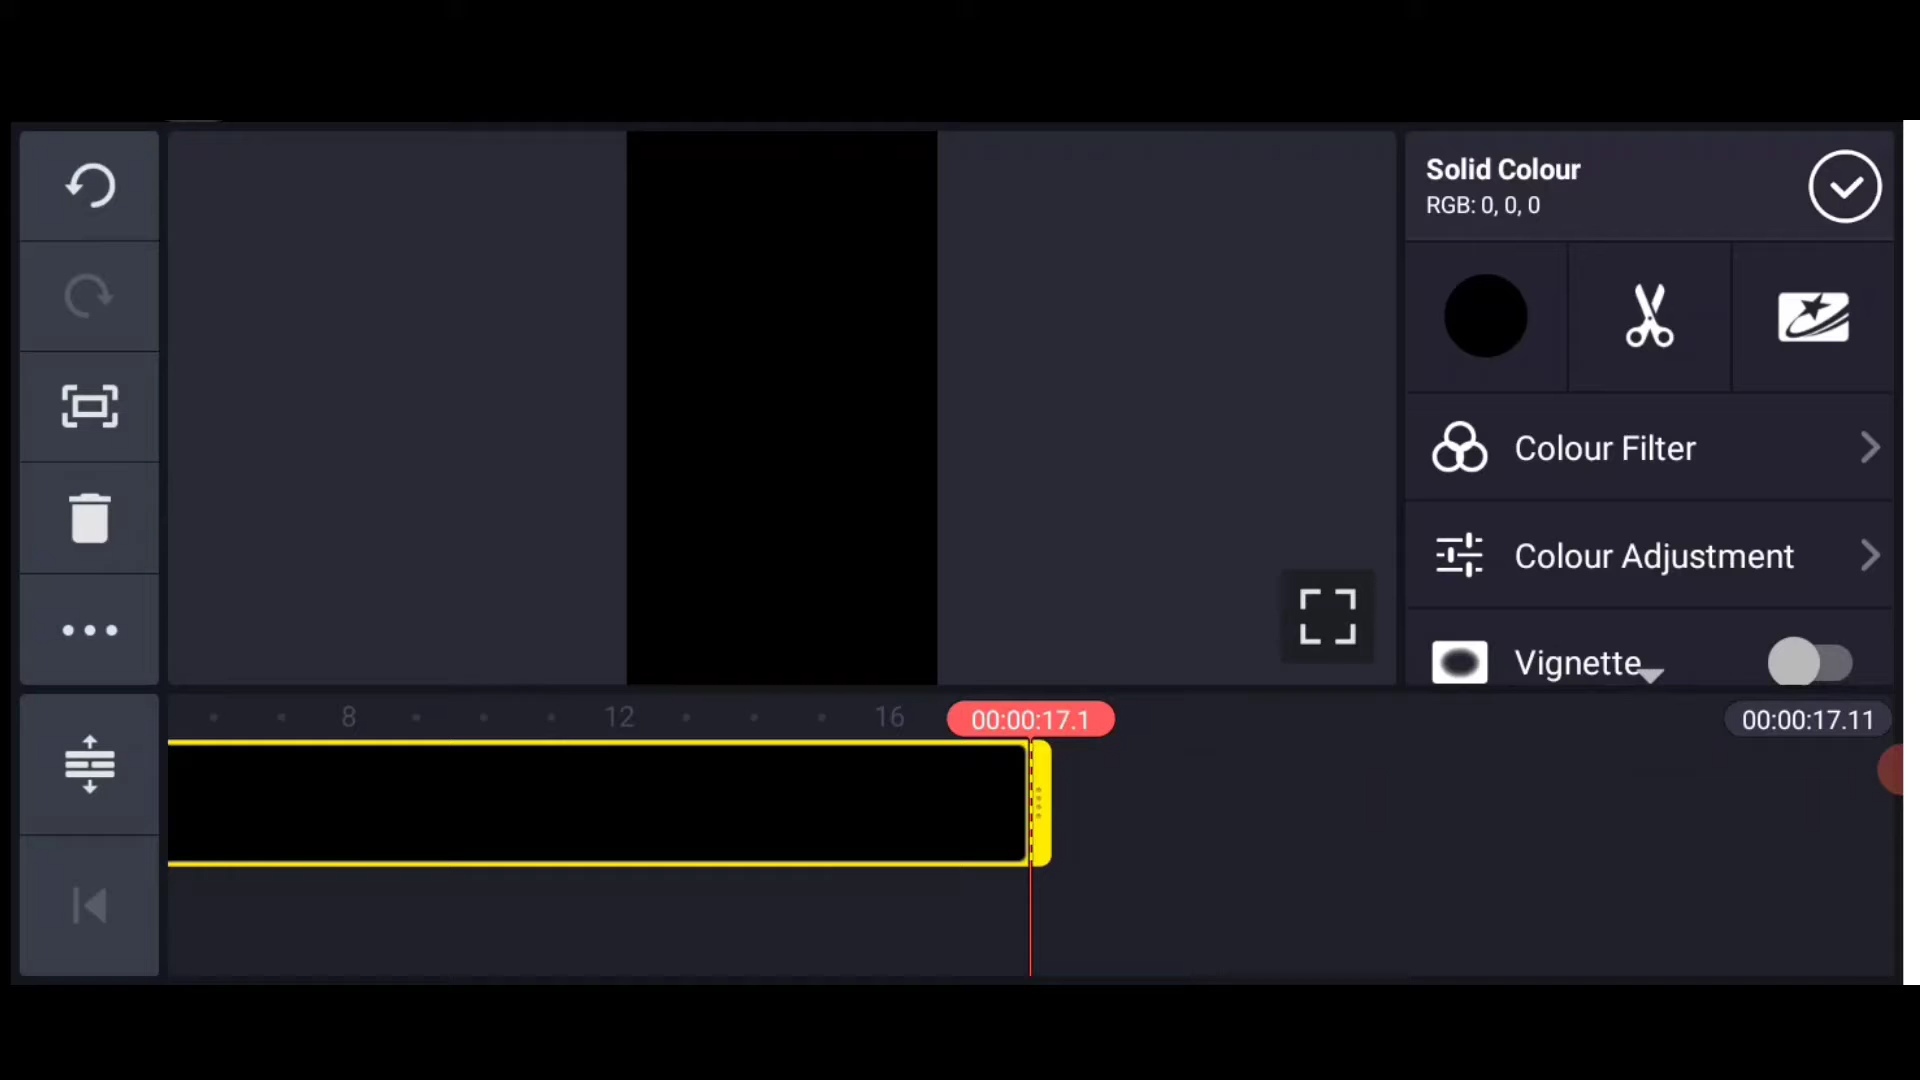 Solid Colour
RGB: 0, 0, 0
Colour Filter
Colour Adjustment
Vignette
8 12 16 00:00:17.1 00:00:17.11